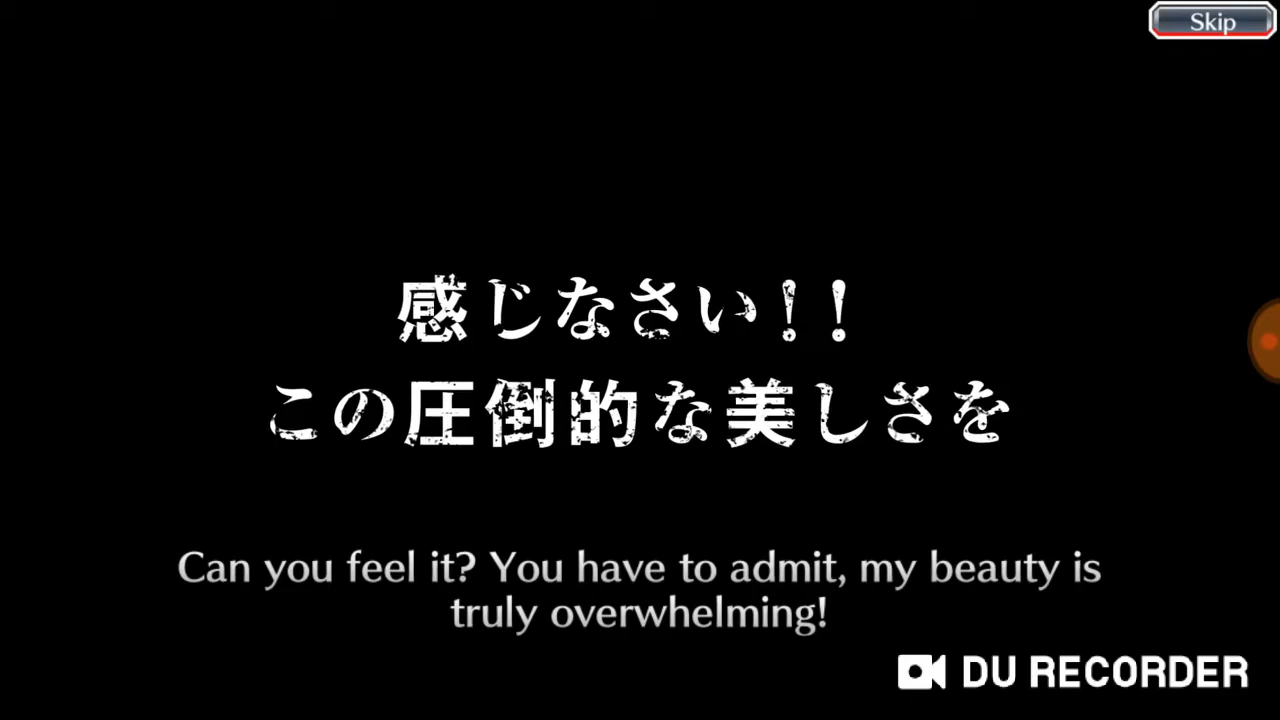 Skip
感じなさい！！
この圧倒的な美しさを
Can you feel it? You have to admit, my beauty is
truly overwhelming!
DU RECORDER